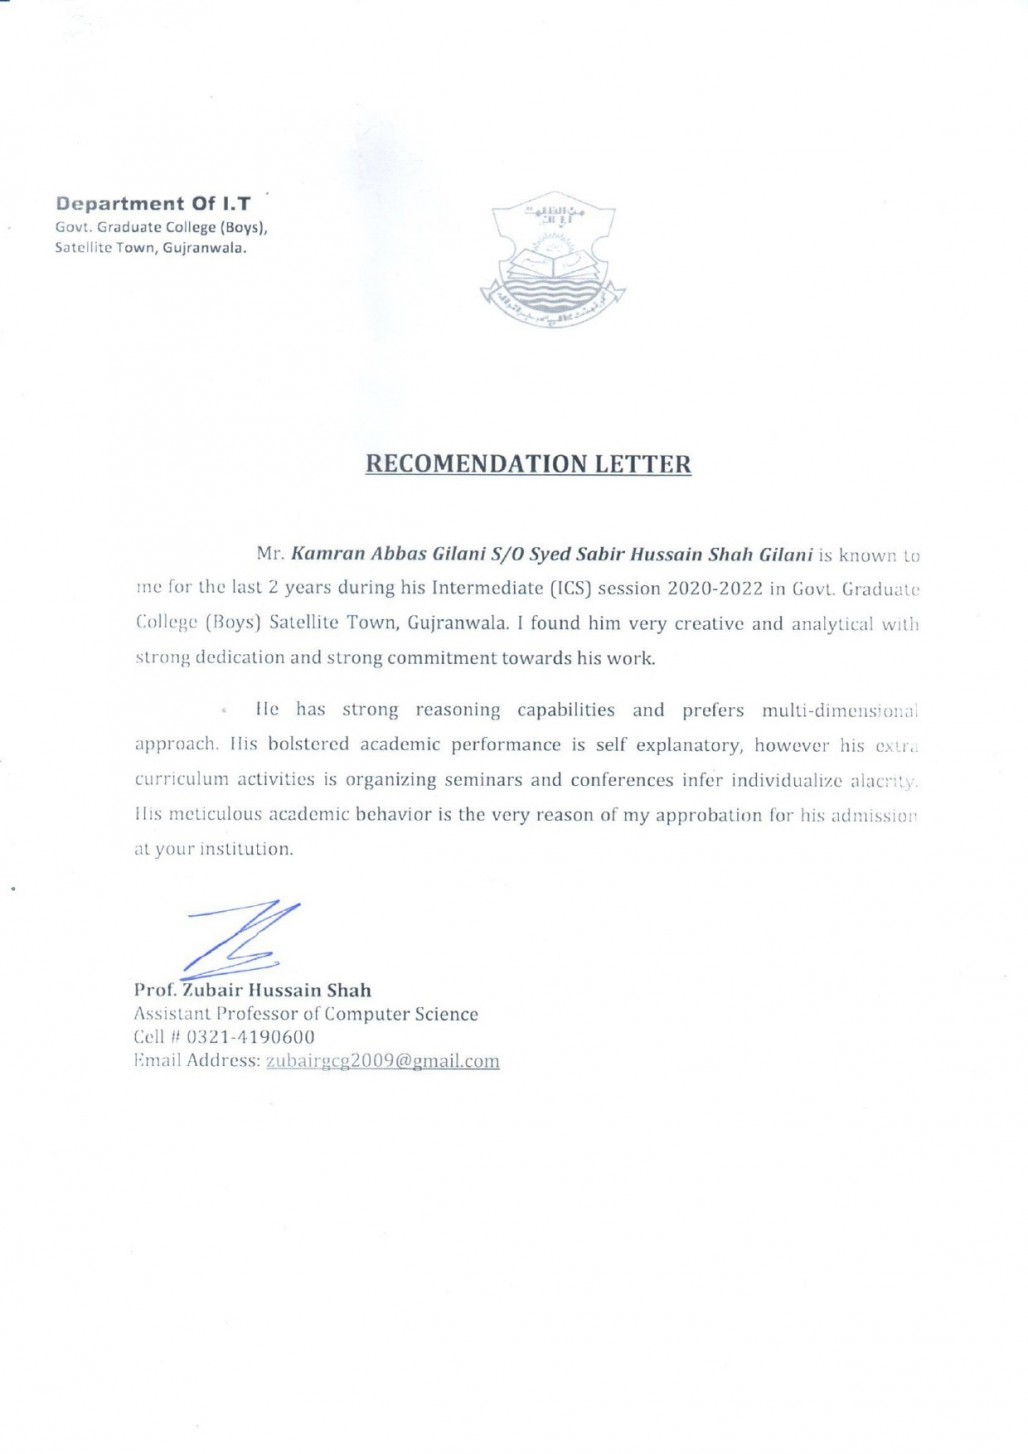 Department Of I.T
Govt. Graduate College (Boys),
Satellite Town, Gujranwala.
RECOMENDATION LETTER
Mr. Kamran Abbas Gilani S/O Syed Sabir Hussain Shah Gilani is known to
me for the last 2 years during his Intermediate (ICS) session 2020-2022 in Govt. Graduate
College (Boys) Satellite Town, Gujranwala. I found him very creative and analytical with
strong dedication and strong commitment towards his work.
He has strong reasoning capabilities and prefers multi-dimensional
approach. His bolstered academic performance is self explanatory, however his extra
curriculum activities is organizing seminars and conferences infer individualize alacrity.
His meticulous academic behavior is the very reason of my approbation for his admission
at your institution.
Prof. Zubair Hussain Shah
Assistant Professor of Computer Science
Cell # 0321-4190600
Email Address: zubairgcg2009@gmail.com